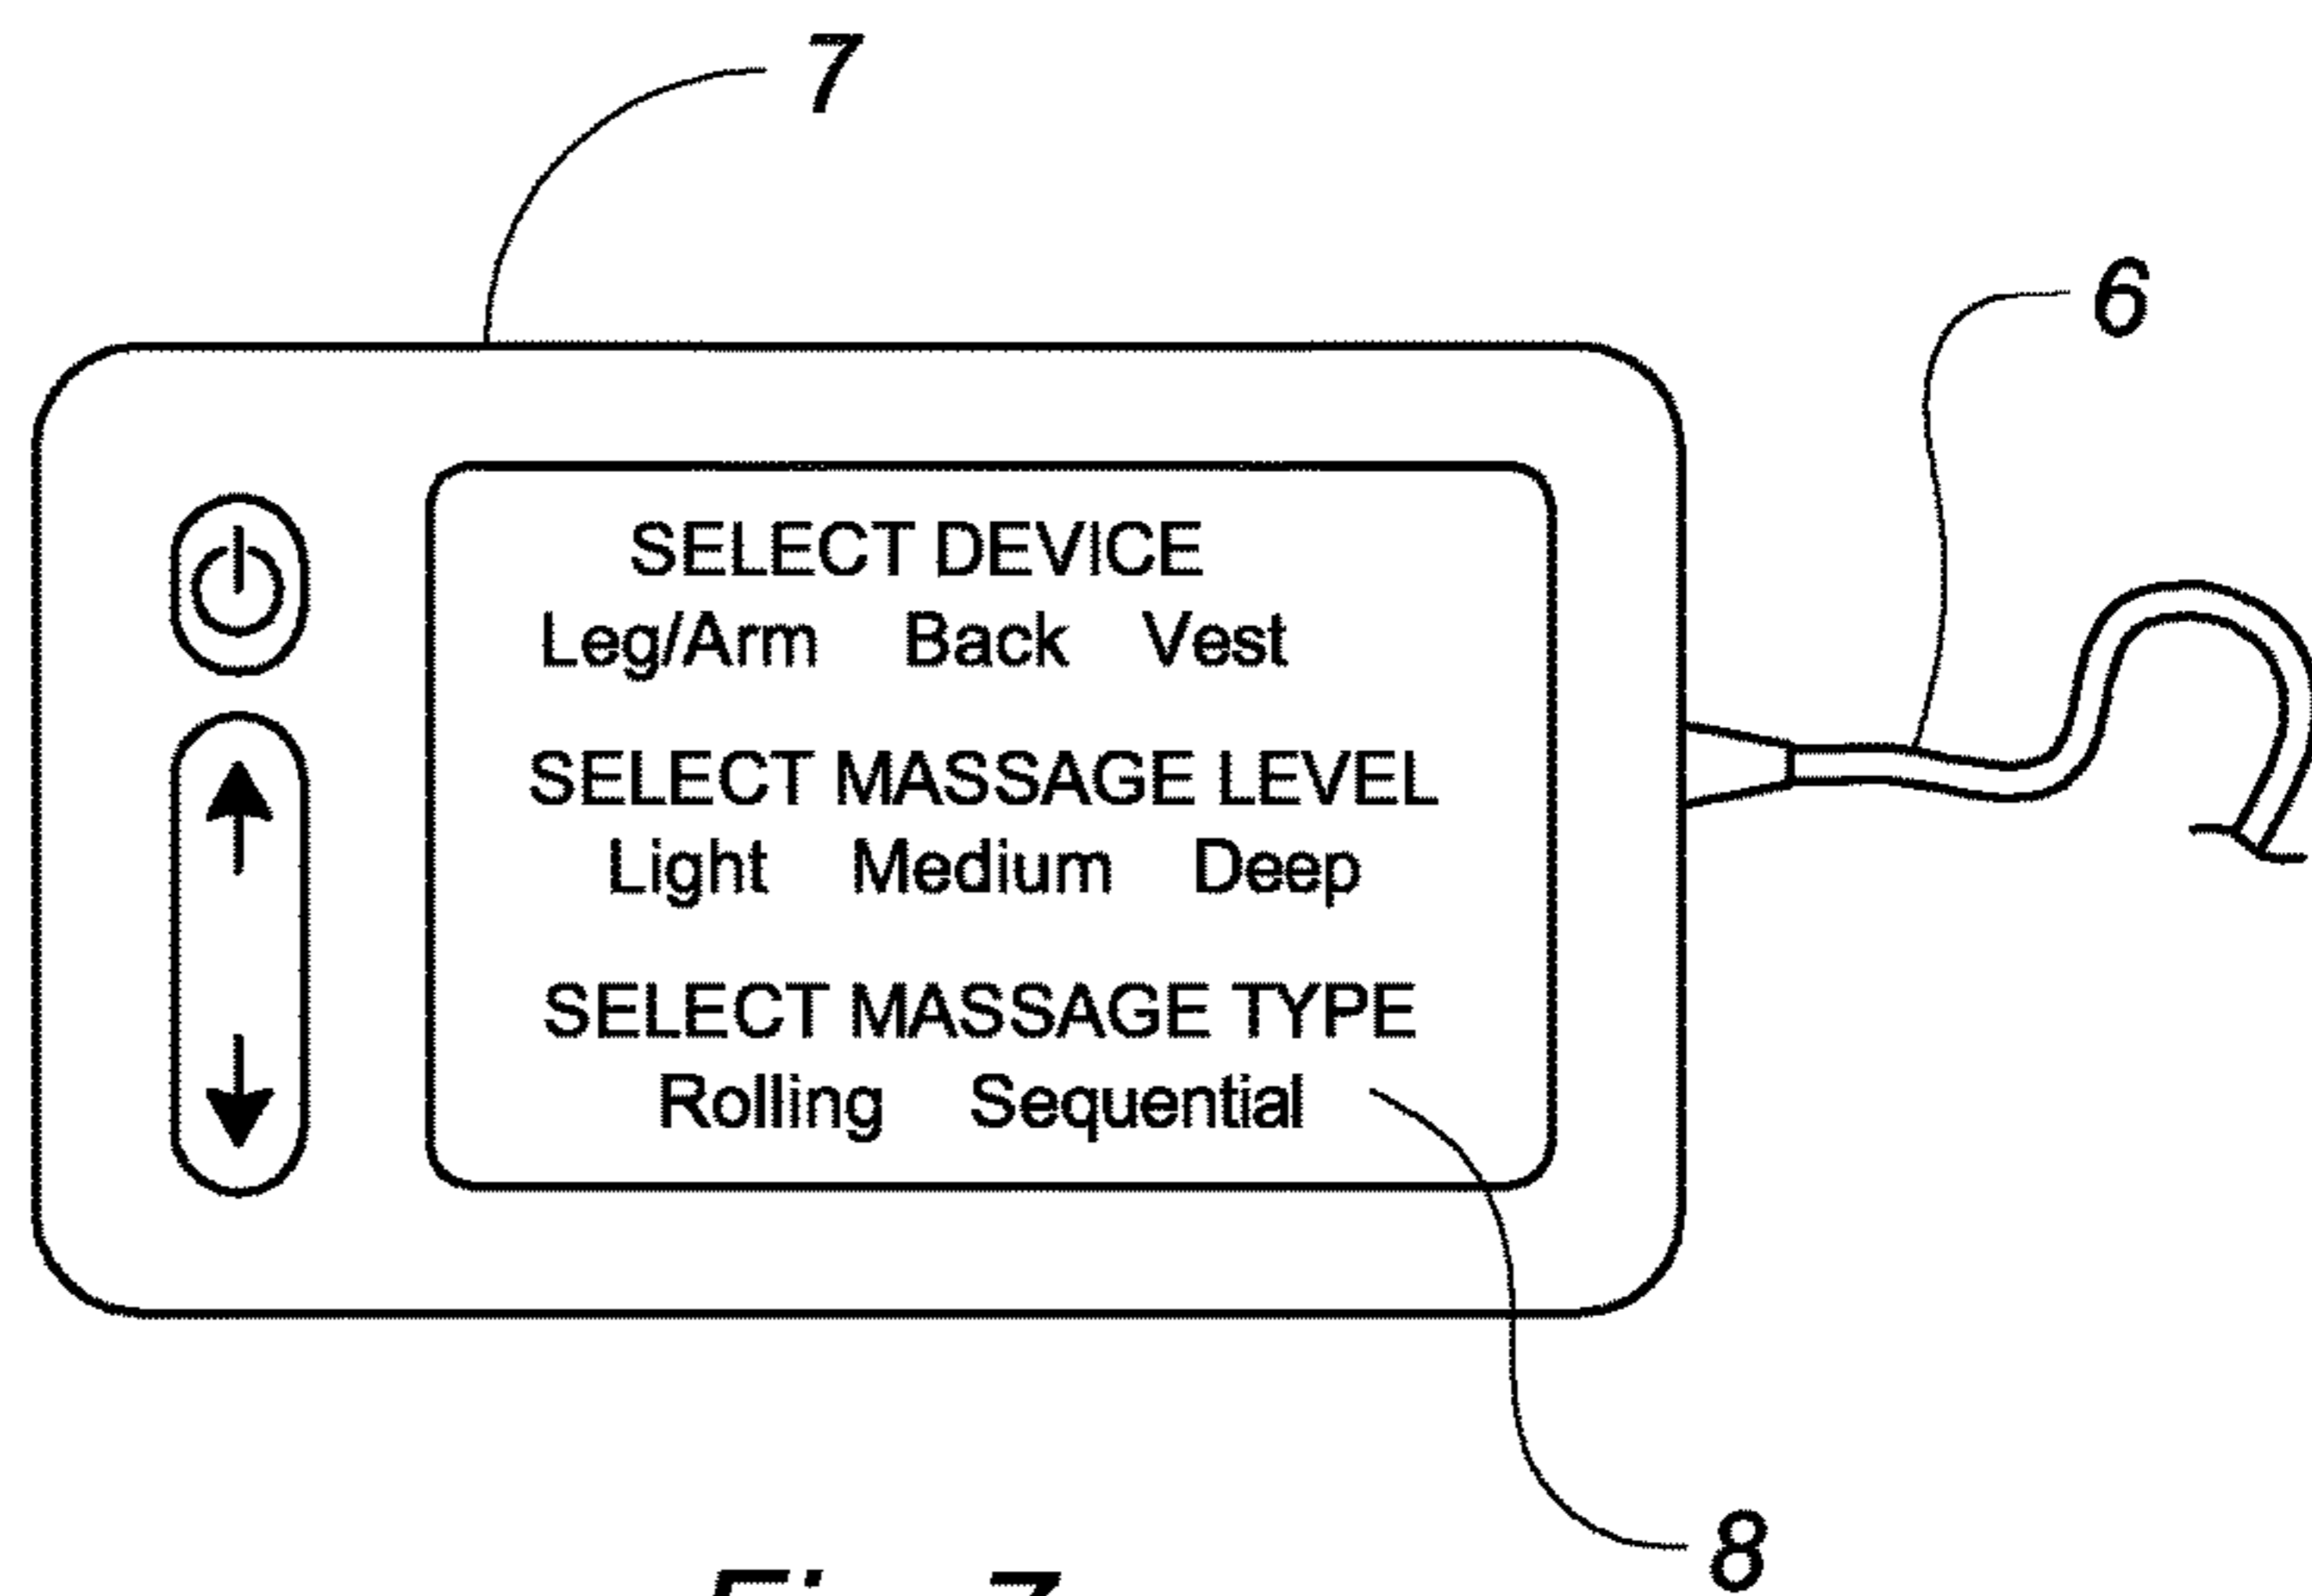 7
6
SELECT DEVICE
Leg/Arm Back Vest
SELECT MASSAGE LEVEL
Light Medium Deep
SELECT MASSAGE TYPE
Rolling Sequential
8